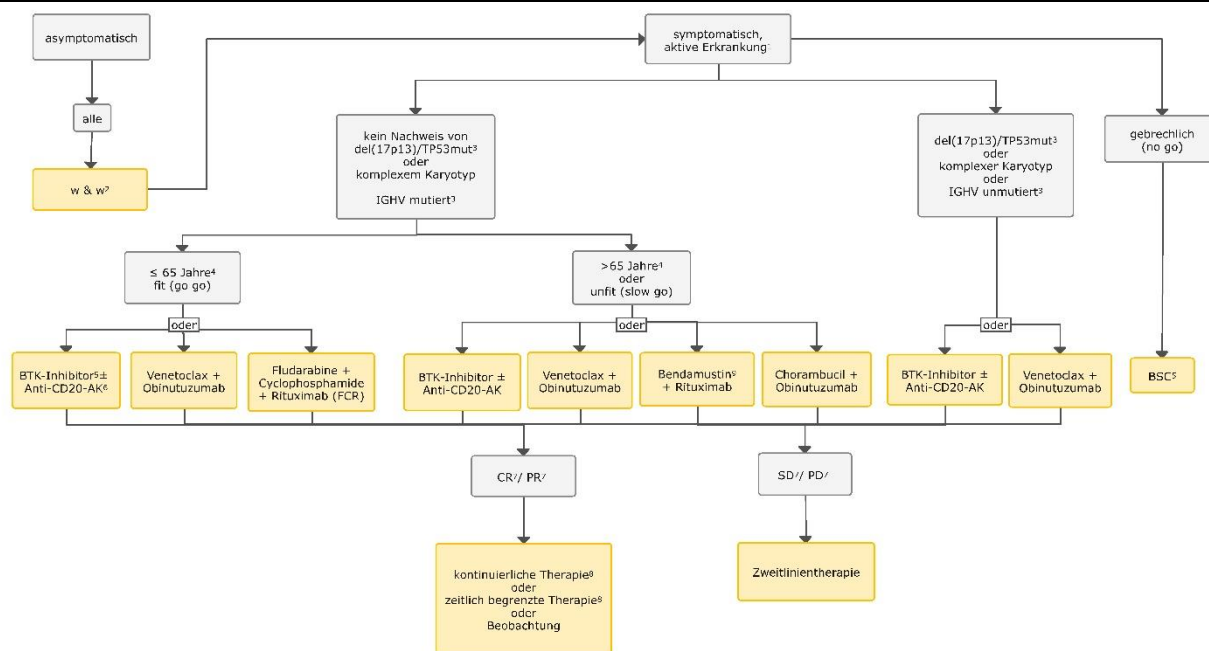 asymptomatisch
symptomatisch,
aktive Erkrankung¹
alle
w & w²
kein Nachweis von
del(17p13)/TP53mut³
oder
komplexem Karyotyp
IGHV mutiert³
del(17p13)/TP53mut³
oder
komplexer Karyotyp
oder
IGHV unmutiert³
gebrechlich
(no go)
≤ 65 Jahre⁴
fit (go go)
>65 Jahre⁴
oder
unfit (slow go)
oder
oder
oder
BTK-Inhibitor⁵±
Anti-CD20-AK⁶
Venetoclax +
Obinutuzumab
Fludarabine +
Cyclophosphamide
+ Rituximab (FCR)
BTK-Inhibitor ±
Anti-CD20-AK
Venetoclax +
Obinutuzumab
Bendamustin⁹
+ Rituximab
Chorambucil +
Obinutuzumab
BTK-Inhibitor ±
Anti-CD20-AK
Venetoclax +
Obinutuzumab
BSC⁵
CR⁷/ PR⁷
SD⁷/ PD⁷
kontinuierliche Therapie⁸
oder
zeitlich begrenzte Therapie⁸
oder
Beobachtung
Zweitlinientherapie